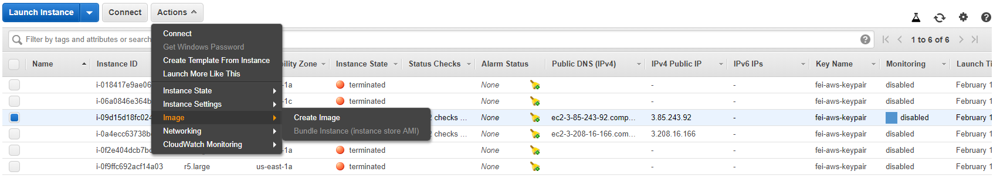 Launch Instance Connect Actions
Connect
Filter by tags and attributes or search 1 to 6 of 6
Get Windows Password
Create Template From Instance
Name Instance ID bility Zone Instance State Status Checks Alarm Status Public DNS (IPv4) IPv4 Public IP IPv6 IPs Key Name Monitoring Launch Ti
Launch More Like This
i-018417e9ae06 -1a terminated None - - fei-aws-keypair disabled February 1
Instance State
i-06a0846e364b -1c terminated None - - fei-aws-keypair disabled February 1
Instance Settings
i-09d15d18fc024 Image Create Image 2 checks ... None ec2-3-85-243-92.comp... 3.85.243.92 - fei-aws-keypair disabled February 1
Networking Bundle Instance (instance store AMI)
i-0a4ecc63738b 2 checks ... None ec2-3-208-16-166.com... 3.208.16.166 - fei-aws-keypair disabled February 1
CloudWatch Monitoring
i-0f2e404dcb7b -1a terminated None - - fei-aws-keypair disabled February 1
i-0f9ffc692acf14a03 r5.large us-east-1a terminated None - - fei-aws-keypair disabled February 1